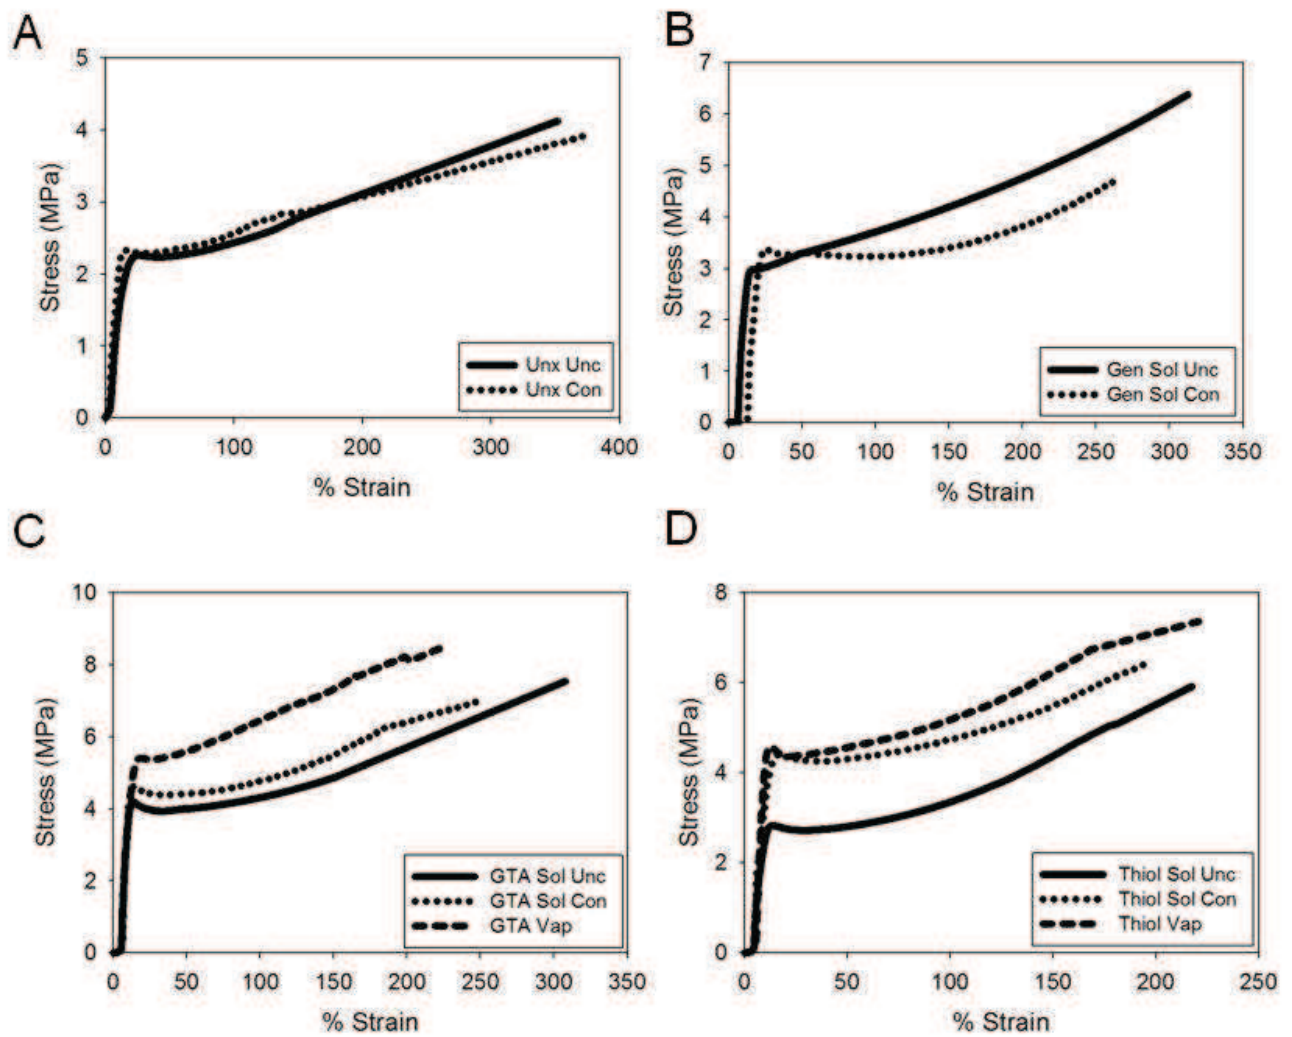 A
Stress (MPa)
5
4
3
2
1
0
0 100 200 300 400
% Strain
Unx Unc
Unx Con
B
Stress (MPa)
7
6
5
4
3
2
1
0
0 50 100 150 200 250 300 350
% Strain
Gen Sol Unc
Gen Sol Con
C
Stress (MPa)
10
8
6
4
2
0
0 50 100 150 200 250 300 350
% Strain
GTA Sol Unc
GTA Sol Con
GTA Vap
D
Stress (MPa)
8
6
4
2
0
0 50 100 150 200 250
% Strain
Thiol Sol Unc
Thiol Sol Con
Thiol Vap